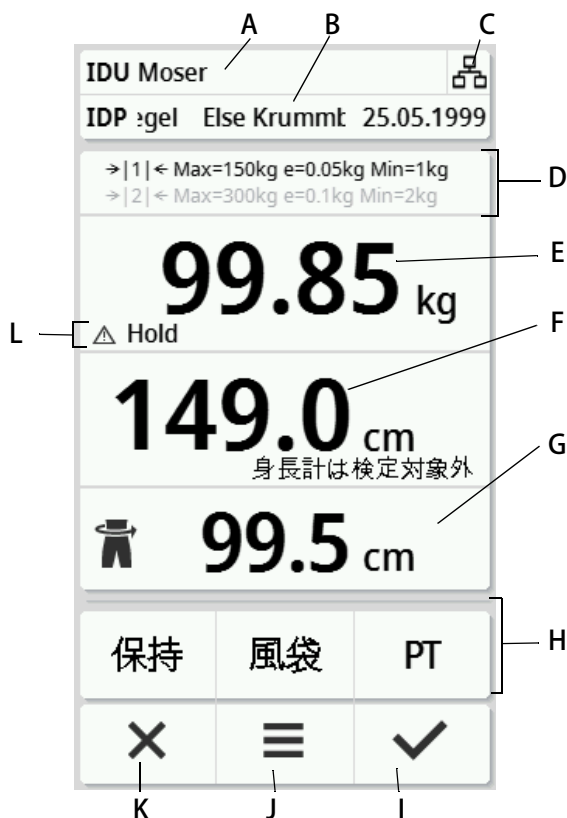 A B C
IDU Moser
IDP :gel Else Krummb 25.05.1999
→|1|← Max=150kg e=0.05kg Min=1kg
→|2|← Max=300kg e=0.1kg Min=2kg
D
99.85 kg
E
L
⚠ Hold
F
149.0 cm
身長計は検定対象外
G
99.5 cm
保持 風袋 PT
H
K J I